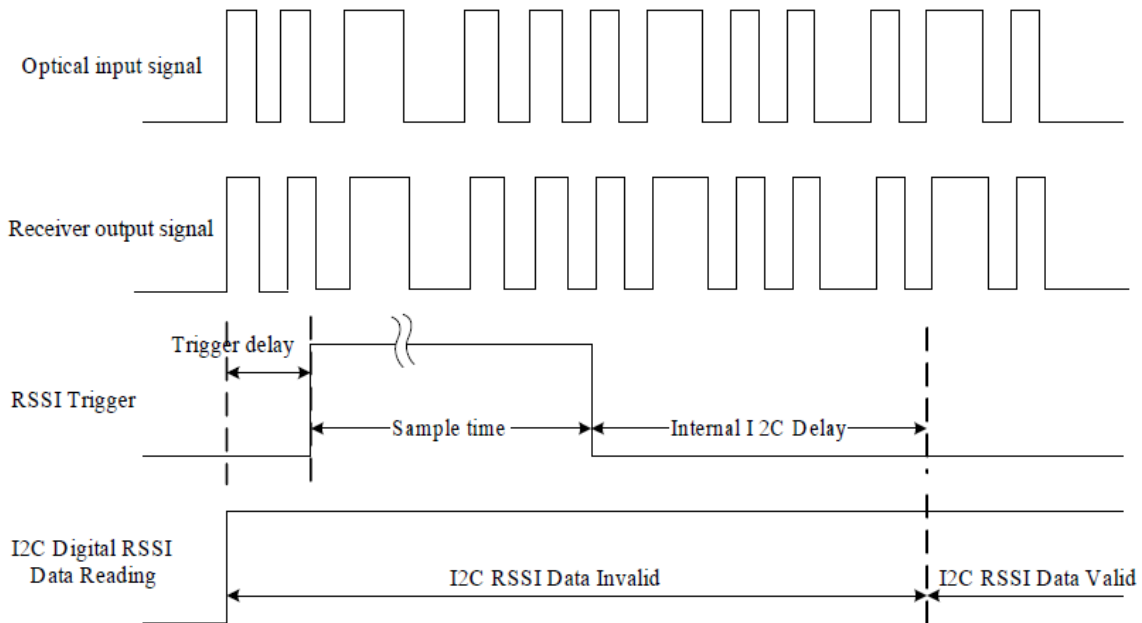 Optical input signal
Receiver output signal
Trigger delay
RSSI Trigger
Sample time
Internal I 2C Delay
I2C Digital RSSI
Data Reading
I2C RSSI Data Invalid
I2C RSSI Data Valid